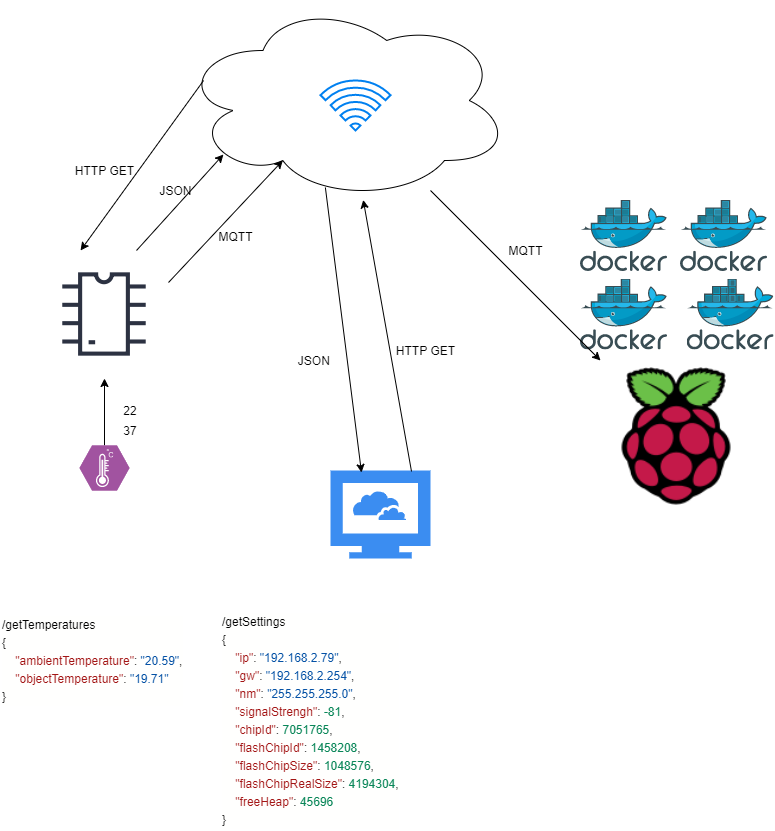 HTTP GET
JSON
MQTT
MQTT
docker
docker
docker
docker
JSON
HTTP GET
22
37
°C
/getTemperatures
{
"ambientTemperature": "20.59",
"objectTemperature": "19.71"
}
/getSettings
{
"ip": "192.168.2.79",
"gw": "192.168.2.254",
"nm": "255.255.255.0",
"signalStrengh": -81,
"chipId": 7051765,
"flashChipId": 1458208,
"flashChipSize": 1048576,
"flashChipRealSize": 4194304,
"freeHeap": 45696
}